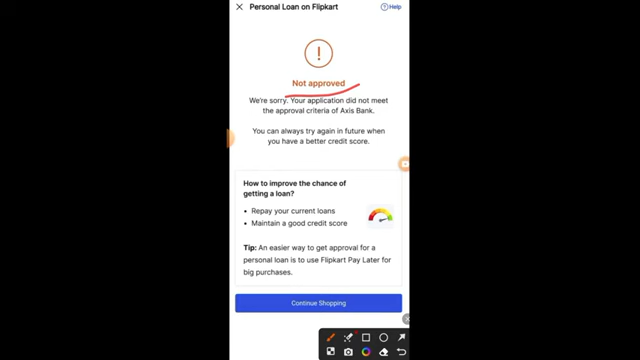 Personal Loan on Flipkart
Help
Not approved
We're sorry. Your application did not meet
the approval criteria of Axis Bank.
You can always try again in future when
you have a better credit score.
How to improve the chance of
getting a loan?
• Repay your current loans
• Maintain a good credit score
Tip: An easier way to get approval for a
personal loan is to use Flipkart Pay Later for
big purchases.
Continue Shopping